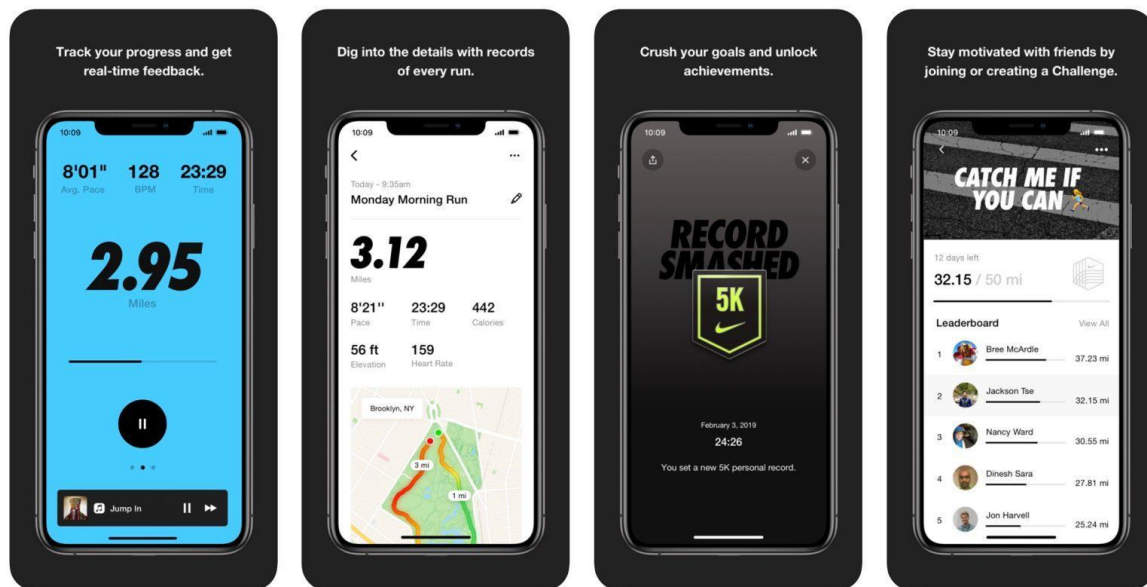 Track your progress and get
real-time feedback.
10:09
8'01" 128 23:29
Avg. Pace BPM Time
2.95
Miles
Jump In
Dig into the details with records
of every run.
10:09
Today - 9:35am
Monday Morning Run
3.12
Miles
8'21'' 23:29 442
Pace Time Calories
56 ft 159
Elevation Heart Rate
Brooklyn, NY
3 mi
1 mi
Crush your goals and unlock
achievements.
10:09
RECORD
SMASHED
5K
February 3, 2019
24:26
You set a new 5K personal record.
Stay motivated with friends by
joining or creating a Challenge.
10:09
CATCH ME IF
YOU CAN
12 days left
32.15 / 50 mi
Leaderboard View All
1 Bree McArdle 37.23 mi
2 Jackson Tse 32.15 mi
3 Nancy Ward 30.55 mi
4 Dinesh Sara 27.81 mi
5 Jon Harvell 25.24 mi